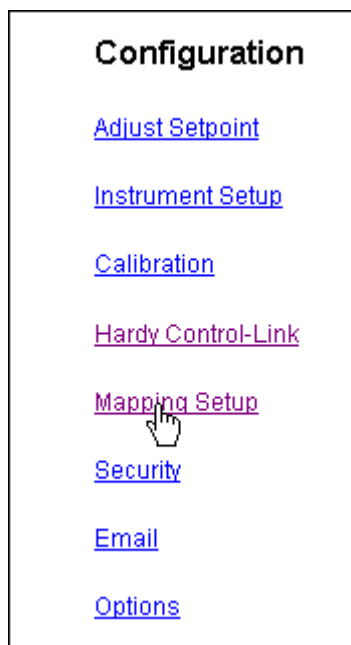 Configuration
Adjust Setpoint
Instrument Setup
Calibration
Hardy Control-Link
Mapping Setup
Security
Email
Options